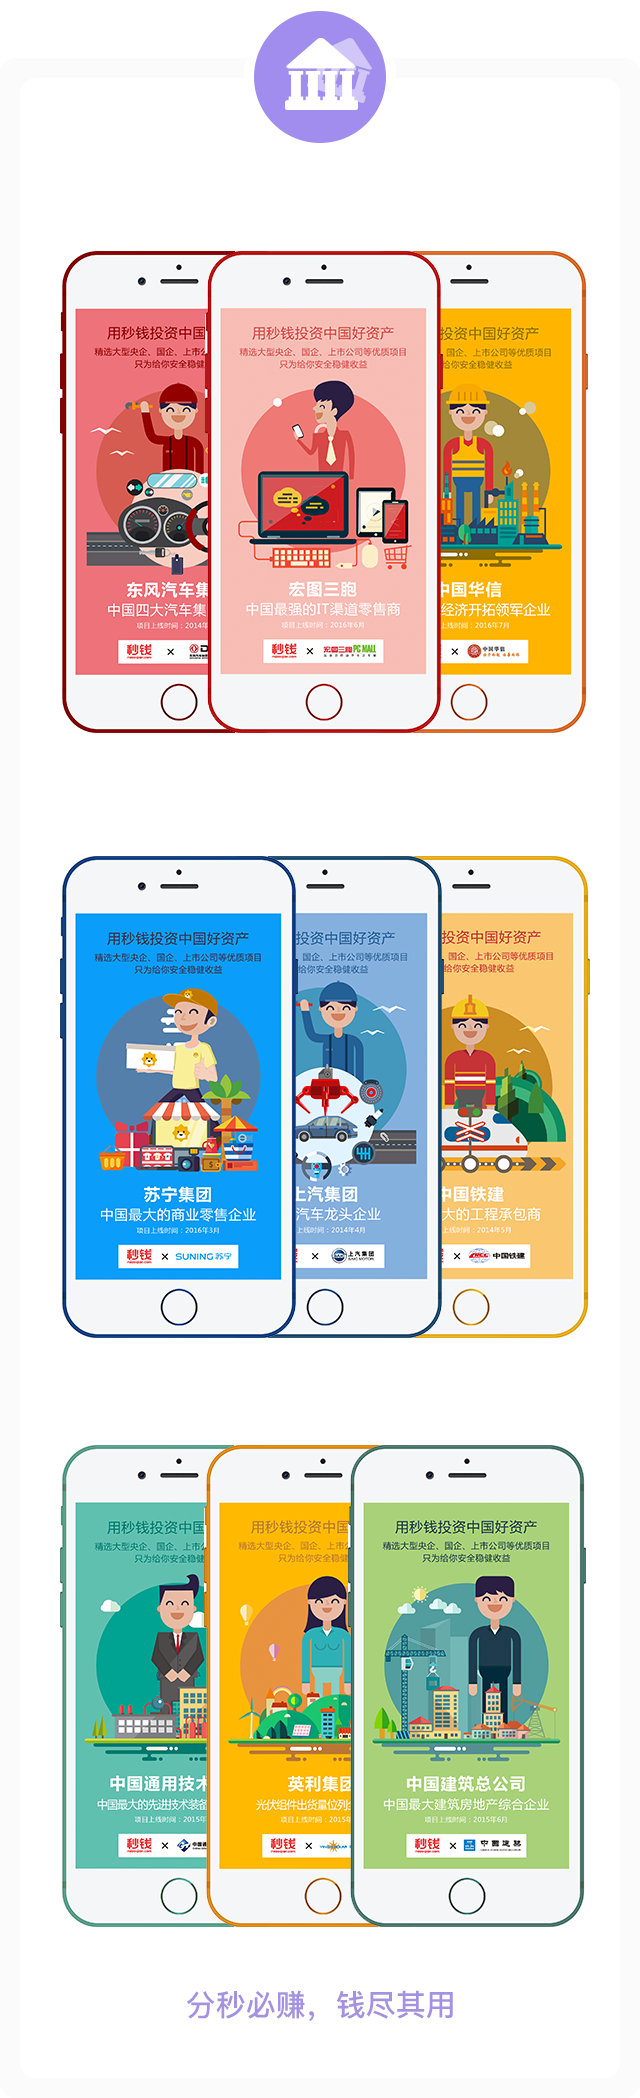 用秒钱投资中国
精选大型央企、国企、上市公
只为给你安全稳健
东风汽车集
中国四大汽车集
项目上线时间：2014年
秒钱
×
用秒钱投资中国好资产
精选大型央企、国企、上市公司等优质项目
只为给你安全稳健收益
宏图三胞
中国最强的IT渠道零售商
项目上线时间：2016年6月
秒钱
×
宏图三胞 PC MALL
投资中国好资产
国企、上市公司等优质项目
给你安全稳健收益
中国华信
经济开拓领军企业
上线时间：2016年7月
×
中国华信
用秒钱投资中国好资产
精选大型央企、国企、上市公司等优质项目
只为给你安全稳健收益
苏宁集团
中国最大的商业零售企业
项目上线时间：2016年3月
秒钱
×
SUNING 苏宁
投资中国好资产
国企、上市公司等优质项目
给你安全稳健收益
上汽集团
汽车龙头企业
上线时间：2014年4月
×
上汽集团
SAIC MOTOR
投资中国好资产
国企、上市公司等优质项目
给你安全稳健收益
中国铁建
大的工程承包商
上线时间：2014年5月
×
中国铁建
用秒钱投资中国
精选大型央企、国企、上市公
只为给你安全稳健
中国通用技术
中国最大的先进技术装备
项目上线时间：2015年
秒钱
×
用秒钱投资中国
精选大型央企、国企、上市公
只为给你安全稳健
英利集团
光伏组件出货量位列
项目上线时间：2015年
秒钱
×
用秒钱投资中国好资产
精选大型央企、国企、上市公司等优质项目
只为给你安全稳健收益
中国建筑总公司
中国最大建筑房地产综合企业
项目上线时间：2015年6月
秒钱
×
中国建筑
分秒必赚，钱尽其用